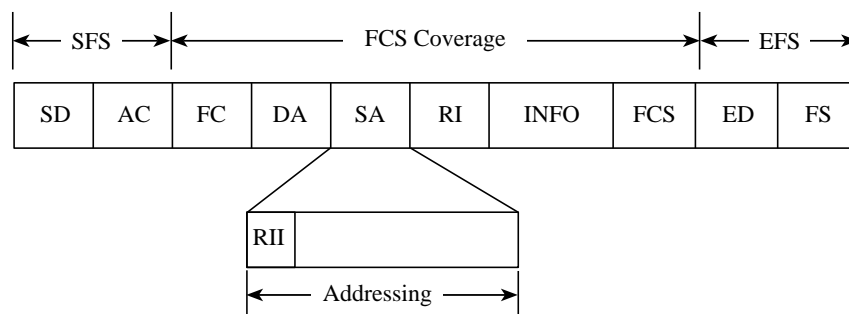 SFS FCS Coverage EFS
SD AC FC DA SA RI INFO FCS ED FS
RII
Addressing